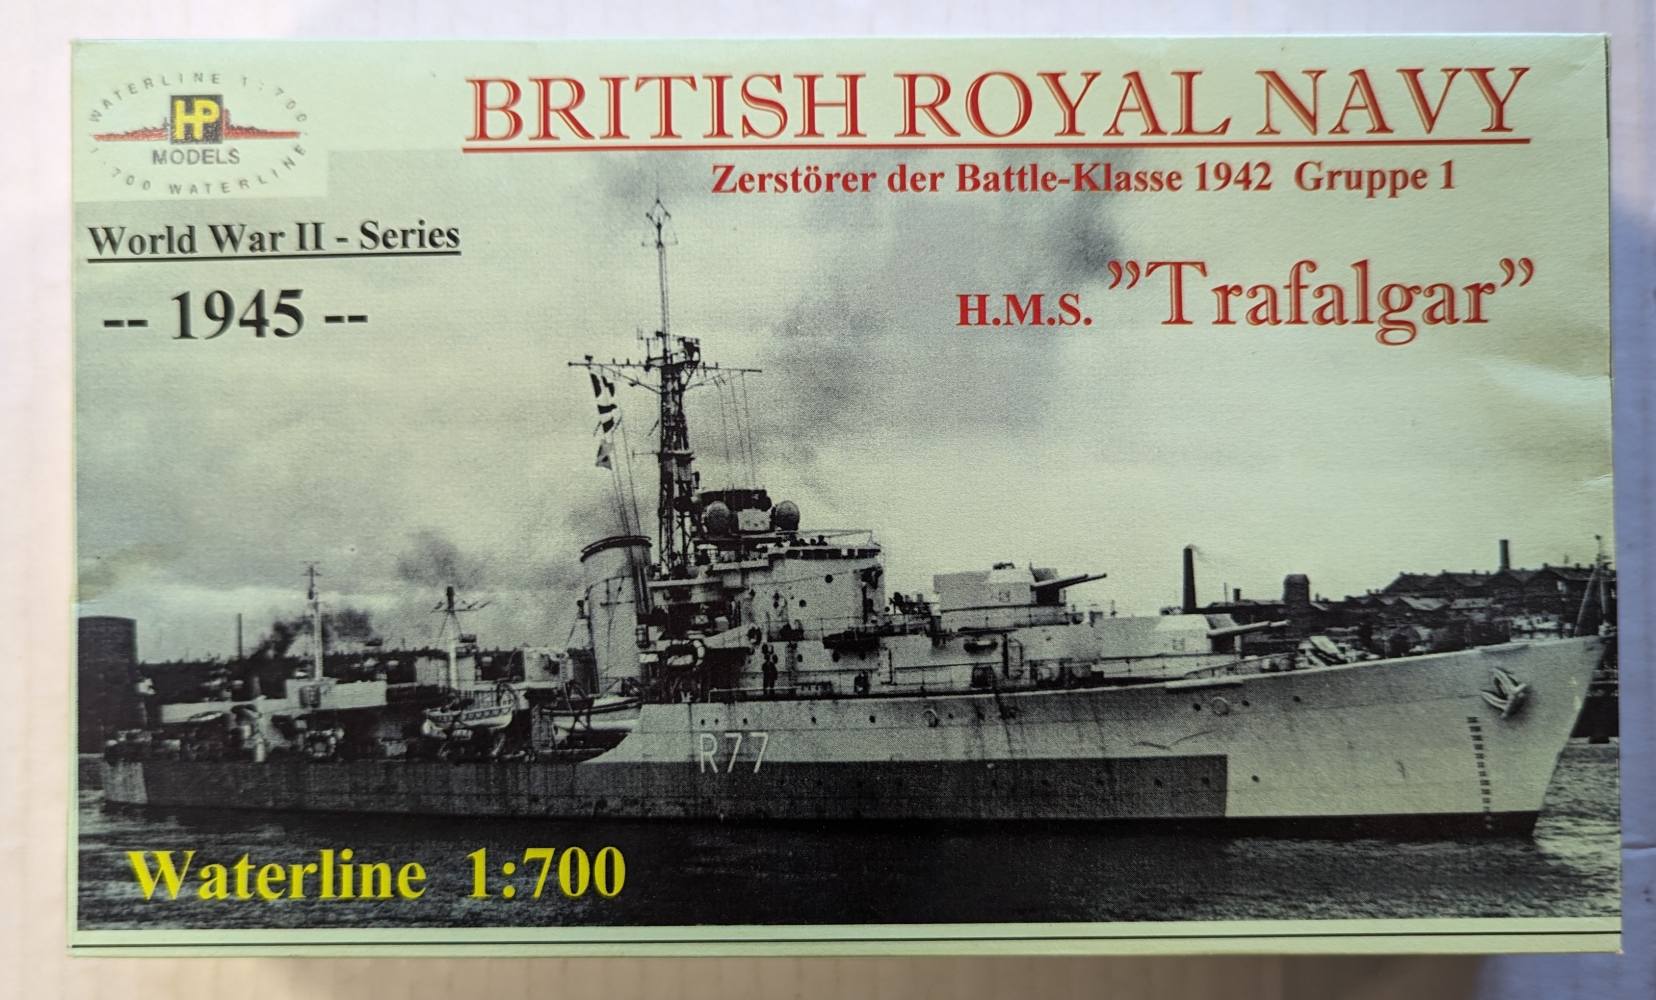 WATERLINE 1:700
HP
MODELS
1:700 WATERLINE
BRITISH ROYAL NAVY
Zerstörer der Battle-Klasse 1942 Gruppe 1
World War II - Series
-- 1945 --
H.M.S. ”Trafalgar”
R77
Waterline 1:700